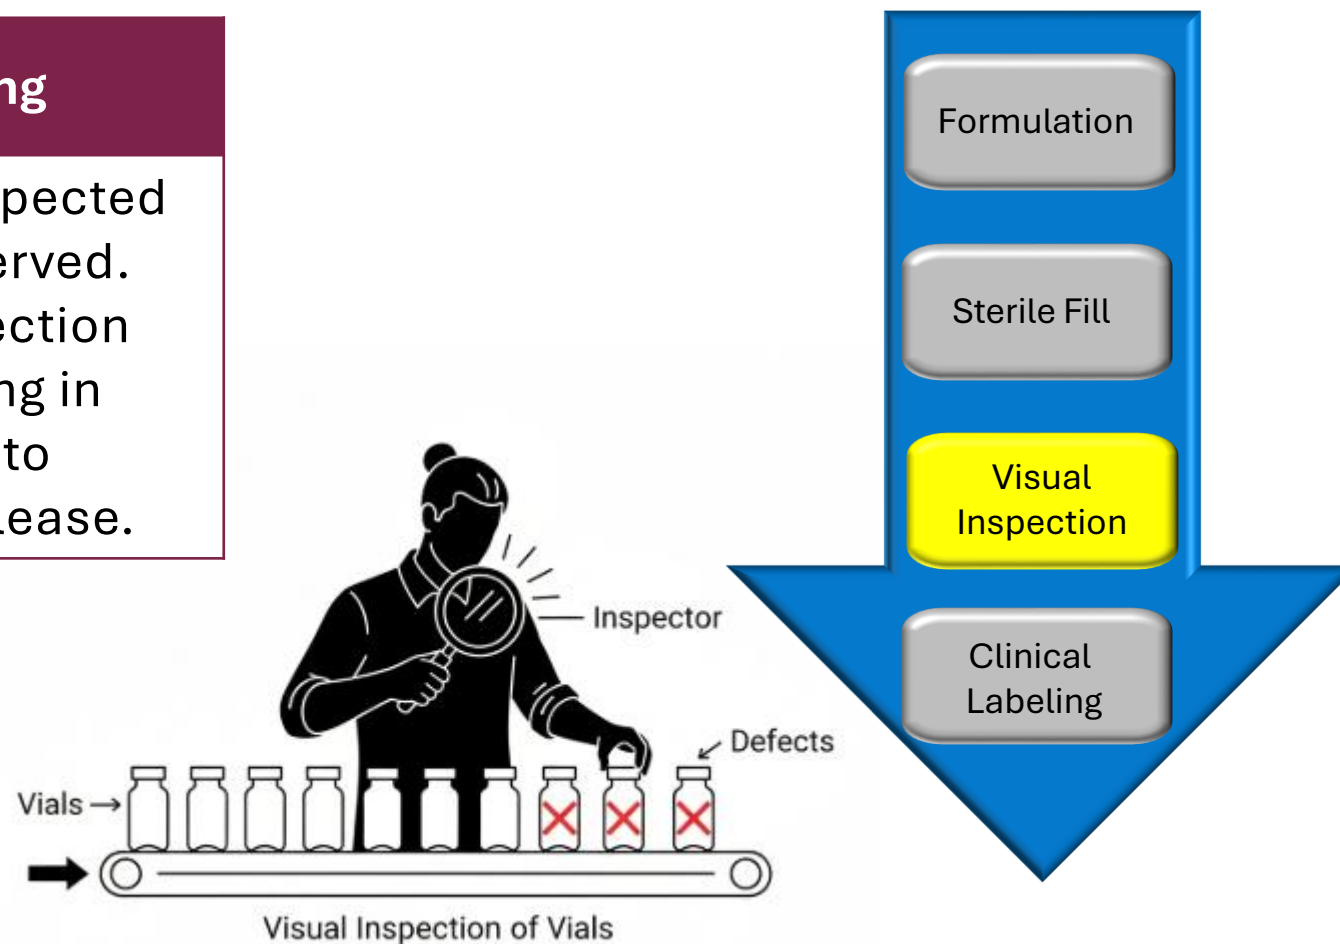 ng
pected
erved.
ection
ng in
to
lease.
Formulation
Sterile Fill
Visual
Inspection
Clinical
Labeling
Inspector
Defects
Vials
Visual Inspection of Vials